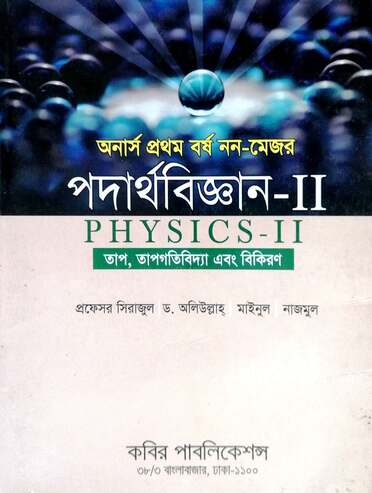 অনার্স প্রথম বর্ষ নন-মেজর
পদার্থবিজ্ঞান-II
PHYSICS-II
তাপ, তাপগতিবিদ্যা এবং বিকিরণ
প্রফেসর সিরাজুল ড. অলিউল্লাহ্ মাইনুল নাজমুল
কবির পাবলিকেশন্স
৩৮/৩ বাংলাবাজার, ঢাকা-১১০০